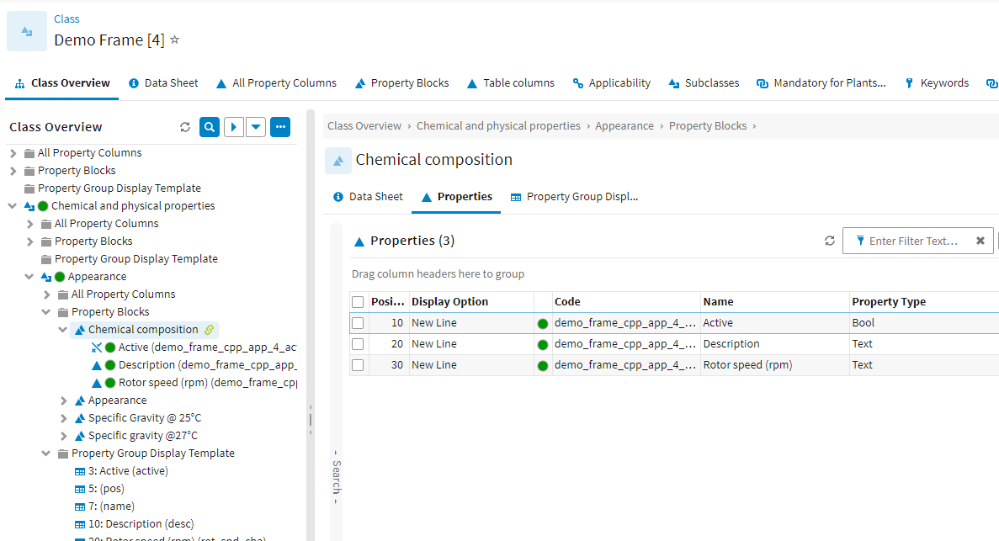 Class
Demo Frame [4]
Class Overview Data Sheet All Property Columns Property Blocks Table columns Applicability Subclasses Mandatory for Plants... Keywords
Class Overview
All Property Columns
Property Blocks
Property Group Display Template
Chemical and physical properties
All Property Columns
Property Blocks
Property Group Display Template
Appearance
All Property Columns
Property Blocks
Chemical composition
Active (demo_frame_cpp_app_4_ac
Description (demo_frame_cpp_app_
Rotor speed (rpm) (demo_frame_cpp
Appearance
Specific Gravity @ 25°C
Specific gravity @27°C
Property Group Display Template
3: Active (active)
5: (pos)
7: (name)
10: Description (desc)
20: Rotor speed (rpm) (rot_spd_cha)
Class Overview › Chemical and physical properties › Appearance › Property Blocks ›
Chemical composition
Data Sheet Properties Property Group Displ...
Properties (3)
Enter Filter Text...
Drag column headers here to group
Posi... Display Option Code Name Property Type
10 New Line demo_frame_cpp_app_4_... Active Bool
20 New Line demo_frame_cpp_app_4_... Description Text
30 New Line demo_frame_cpp_app_4_... Rotor speed (rpm) Text
Search